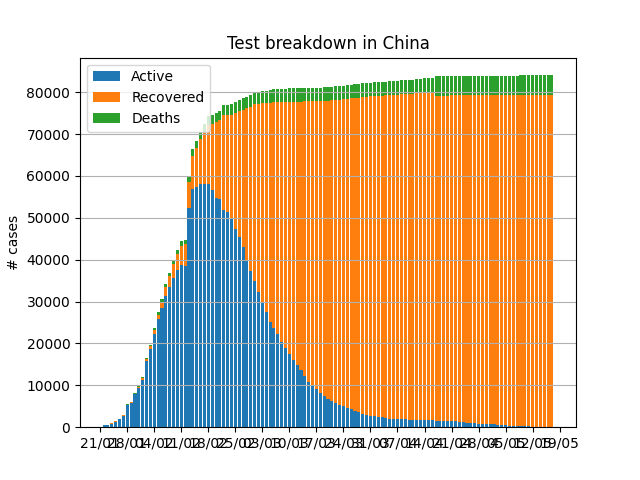 Test breakdown in China
Active
Recovered
Deaths
80000
70000
60000
50000
40000
30000
20000
10000
0
# cases
21/01 28/01 04/02 11/02 18/02 25/02 03/03 10/03 17/03 24/03 31/03 07/04 14/04 21/04 28/04 05/05 12/05 19/05